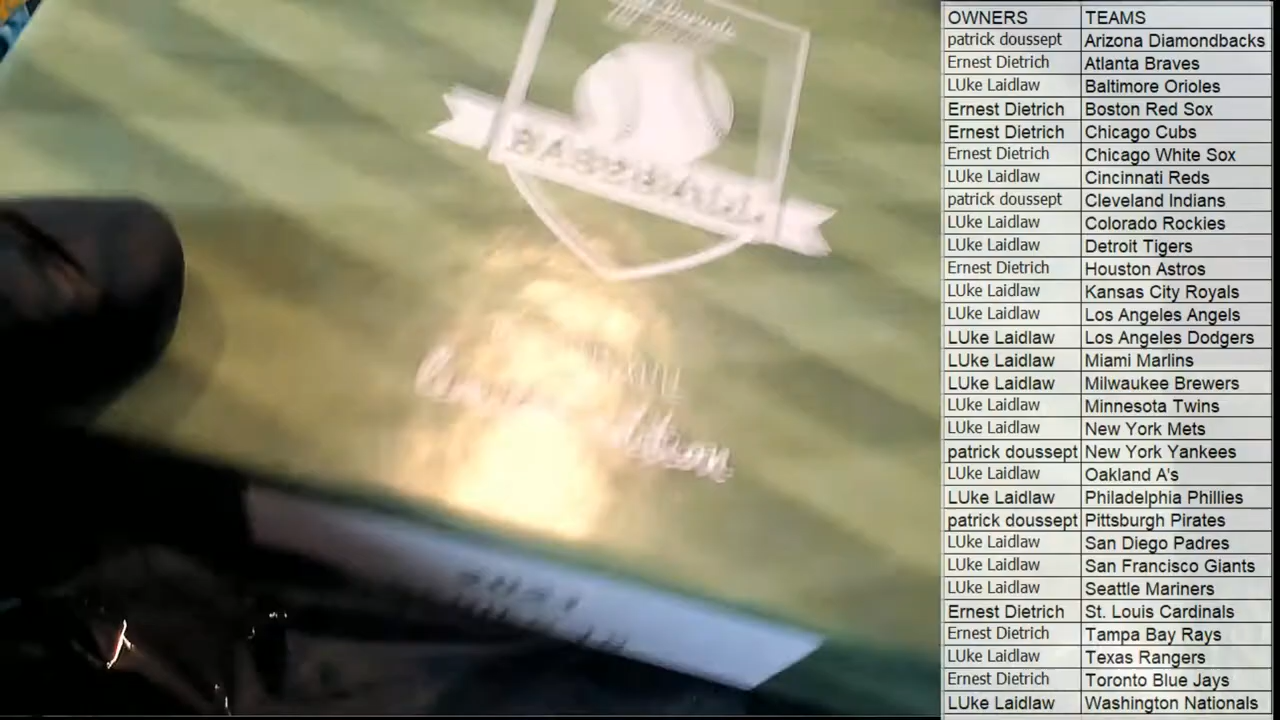 BASEBALL
OWNERS TEAMS
patrick doussept Arizona Diamondbacks
Ernest Dietrich Atlanta Braves
LUke Laidlaw Baltimore Orioles
Ernest Dietrich Boston Red Sox
Ernest Dietrich Chicago Cubs
Ernest Dietrich Chicago White Sox
LUke Laidlaw Cincinnati Reds
patrick doussept Cleveland Indians
LUke Laidlaw Colorado Rockies
LUke Laidlaw Detroit Tigers
Ernest Dietrich Houston Astros
LUke Laidlaw Kansas City Royals
LUke Laidlaw Los Angeles Angels
LUke Laidlaw Los Angeles Dodgers
LUke Laidlaw Miami Marlins
LUke Laidlaw Milwaukee Brewers
LUke Laidlaw Minnesota Twins
LUke Laidlaw New York Mets
patrick doussept New York Yankees
LUke Laidlaw Oakland A's
LUke Laidlaw Philadelphia Phillies
patrick doussept Pittsburgh Pirates
LUke Laidlaw San Diego Padres
LUke Laidlaw San Francisco Giants
LUke Laidlaw Seattle Mariners
Ernest Dietrich St. Louis Cardinals
Ernest Dietrich Tampa Bay Rays
LUke Laidlaw Texas Rangers
Ernest Dietrich Toronto Blue Jays
LUke Laidlaw Washington Nationals